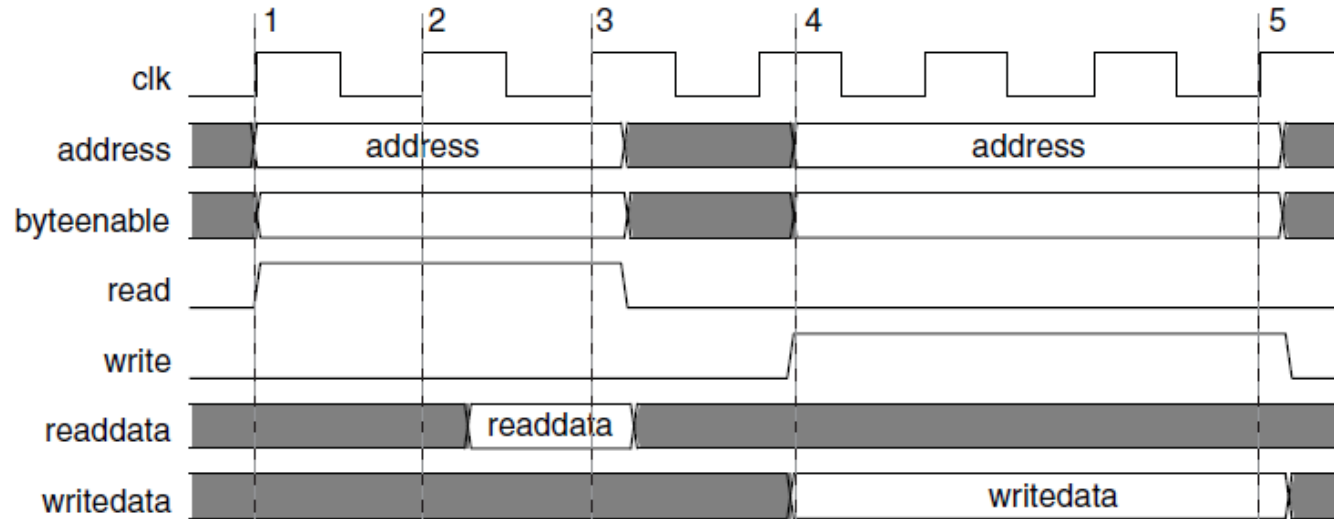 1 2 3 4 5
clk
address address address
byteenable
read
write
readdata readdata
writedata writedata